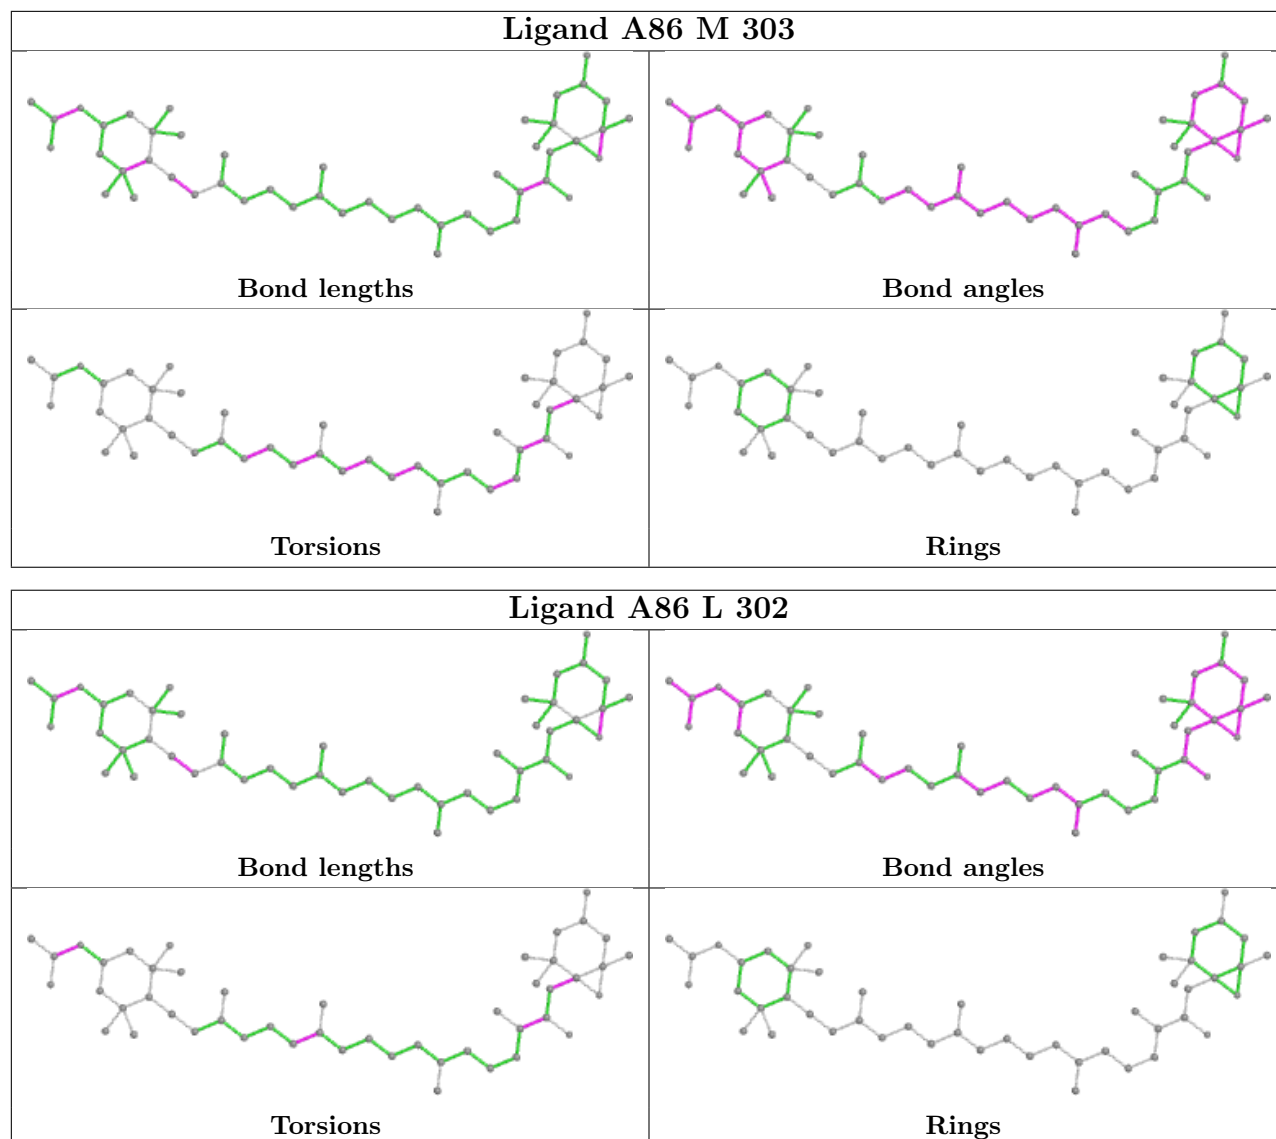 Ligand A86 M 303
Bond lengths
Bond angles
Torsions
Rings
Ligand A86 L 302
Bond lengths
Bond angles
Torsions
Rings